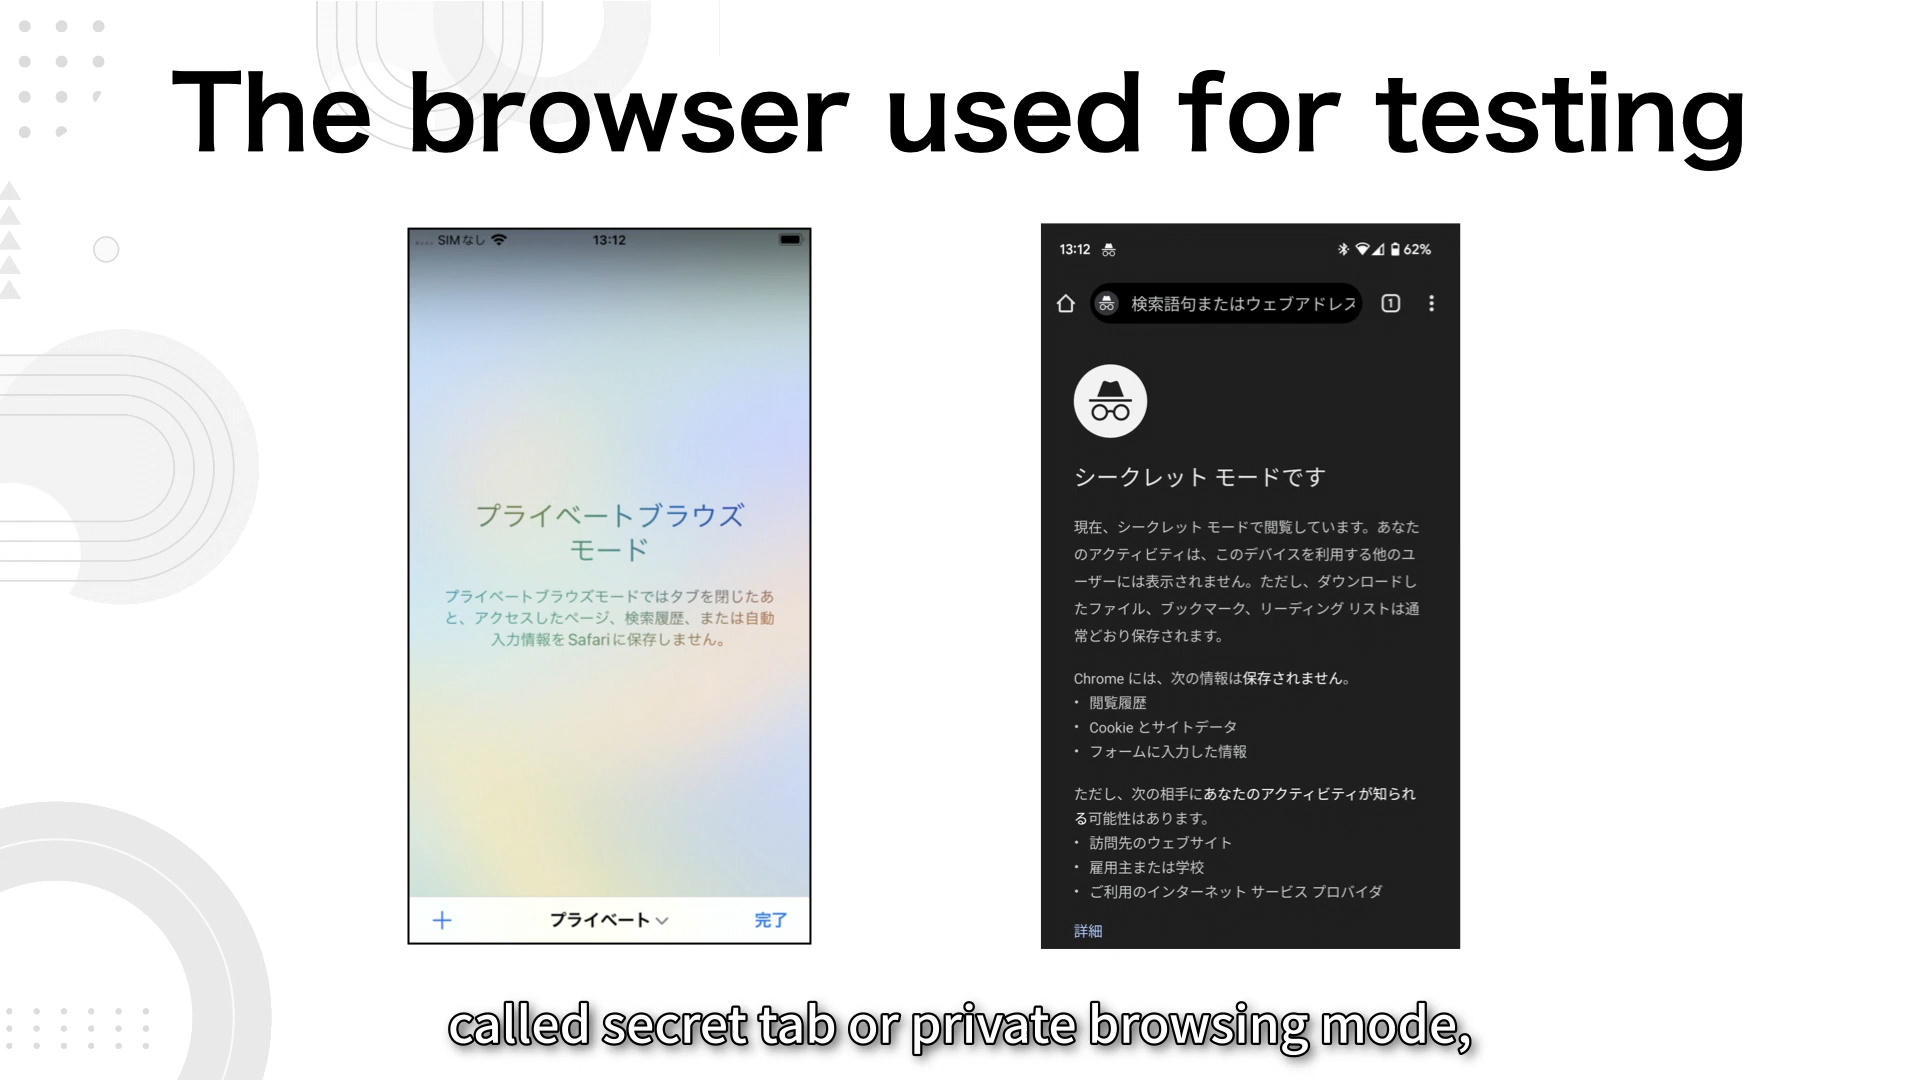 The browser used for testing
SIMなし 13:12
プライベートブラウズ
モード
プライベートブラウズモードではタブを閉じたあ
と、アクセスしたページ、検索履歴、または自動
入力情報をSafariに保存しません。
プライベート 完了
13:12 62%
検索語句またはウェブアドレス 1
シークレット モードです
現在、シークレット モードで閲覧しています。あなた
のアクティビティは、このデバイスを利用する他のユ
ーザーには表示されません。ただし、ダウンロードし
たファイル、ブックマーク、リーディング リストは通
常どおり保存されます。
Chrome には、次の情報は保存されません。
・ 閲覧履歴
・ Cookie とサイトデータ
・ フォームに入力した情報
ただし、次の相手にあなたのアクティビティが知られ
る可能性はあります。
・ 訪問先のウェブサイト
・ 雇用主または学校
・ ご利用のインターネット サービス プロバイダ
詳細
called secret tab or private browsing mode,